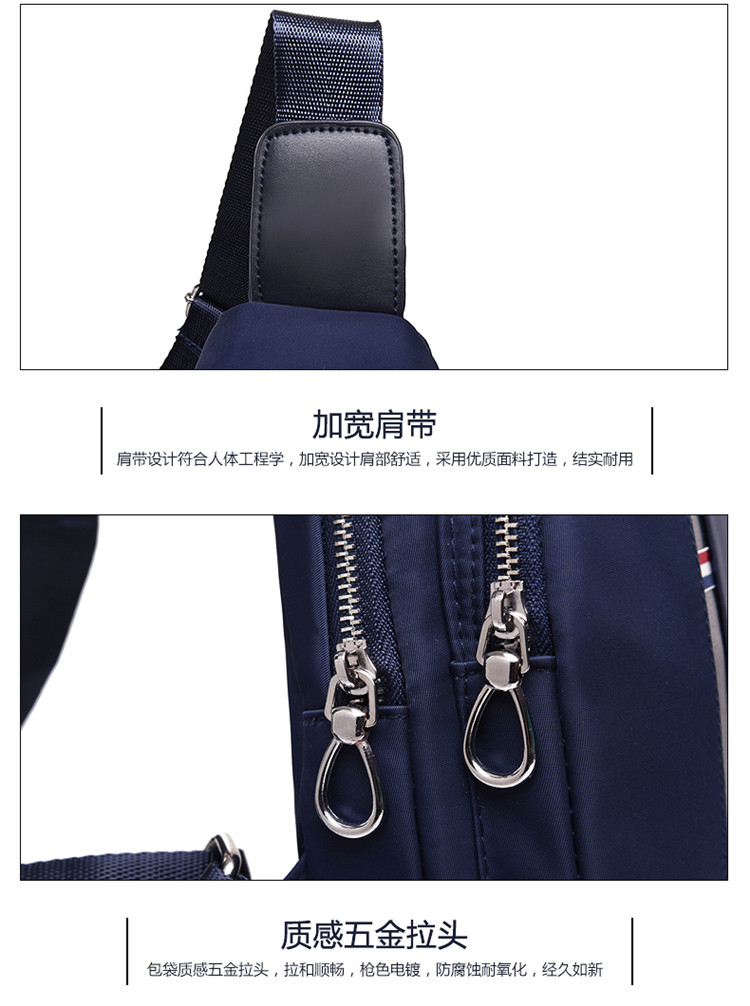 加宽肩带
肩带设计符合人体工程学，加宽设计肩部舒适，采用优质面料打造，结实耐用
质感五金拉头
包袋质感五金拉头，拉和顺畅，枪色电镀，防腐蚀耐氧化，经久如新